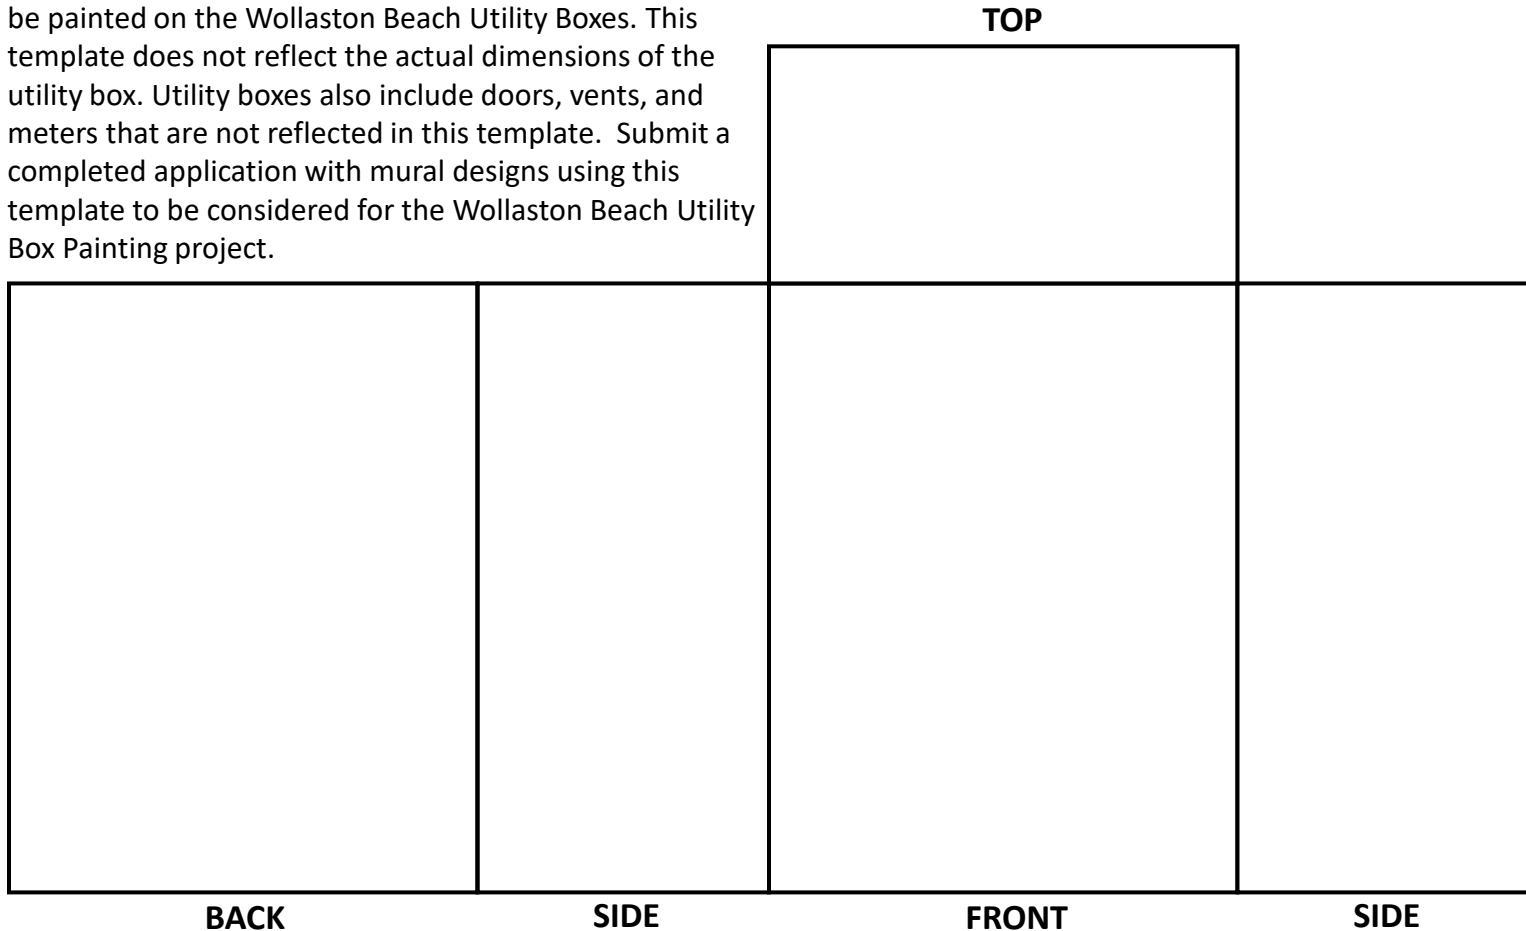 be painted on the Wollaston Beach Utility Boxes. This
template does not reflect the actual dimensions of the
utility box. Utility boxes also include doors, vents, and
meters that are not reflected in this template.  Submit a
completed application with mural designs using this
template to be considered for the Wollaston Beach Utility
Box Painting project.
TOP
BACK
SIDE
FRONT
SIDE